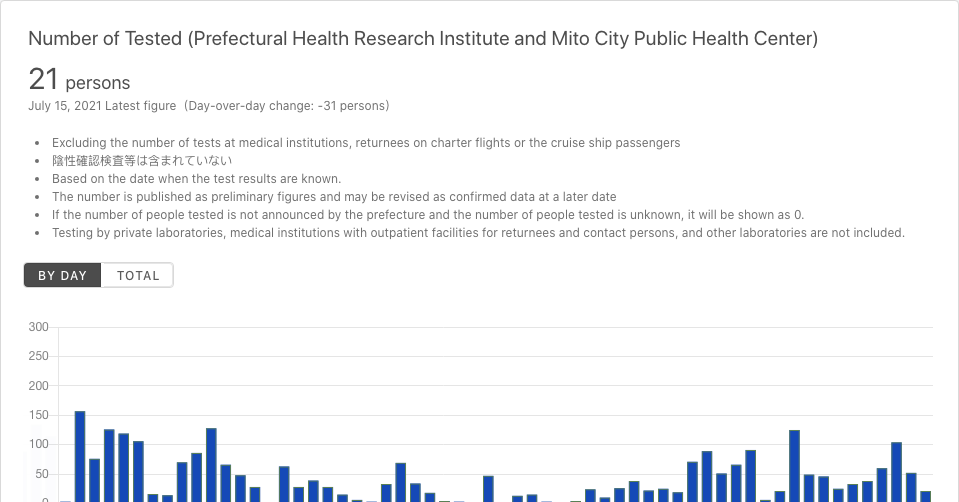 Number of Tested (Prefectural Health Research Institute and Mito City Public Health Center)
21 persons
July 15, 2021 Latest figure (Day-over-day change: -31 persons)
• Excluding the number of tests at medical institutions, returnees on charter flights or the cruise ship passengers
• 陰性確認検査等は含まれていない
• Based on the date when the test results are known.
• The number is published as preliminary figures and may be revised as confirmed data at a later date
• If the number of people tested is not announced by the prefecture and the number of people tested is unknown, it will be shown as 0.
• Testing by private laboratories, medical institutions with outpatient facilities for returnees and contact persons, and other laboratories are not included.
BY DAY TOTAL
300
250
200
150
100
50
0